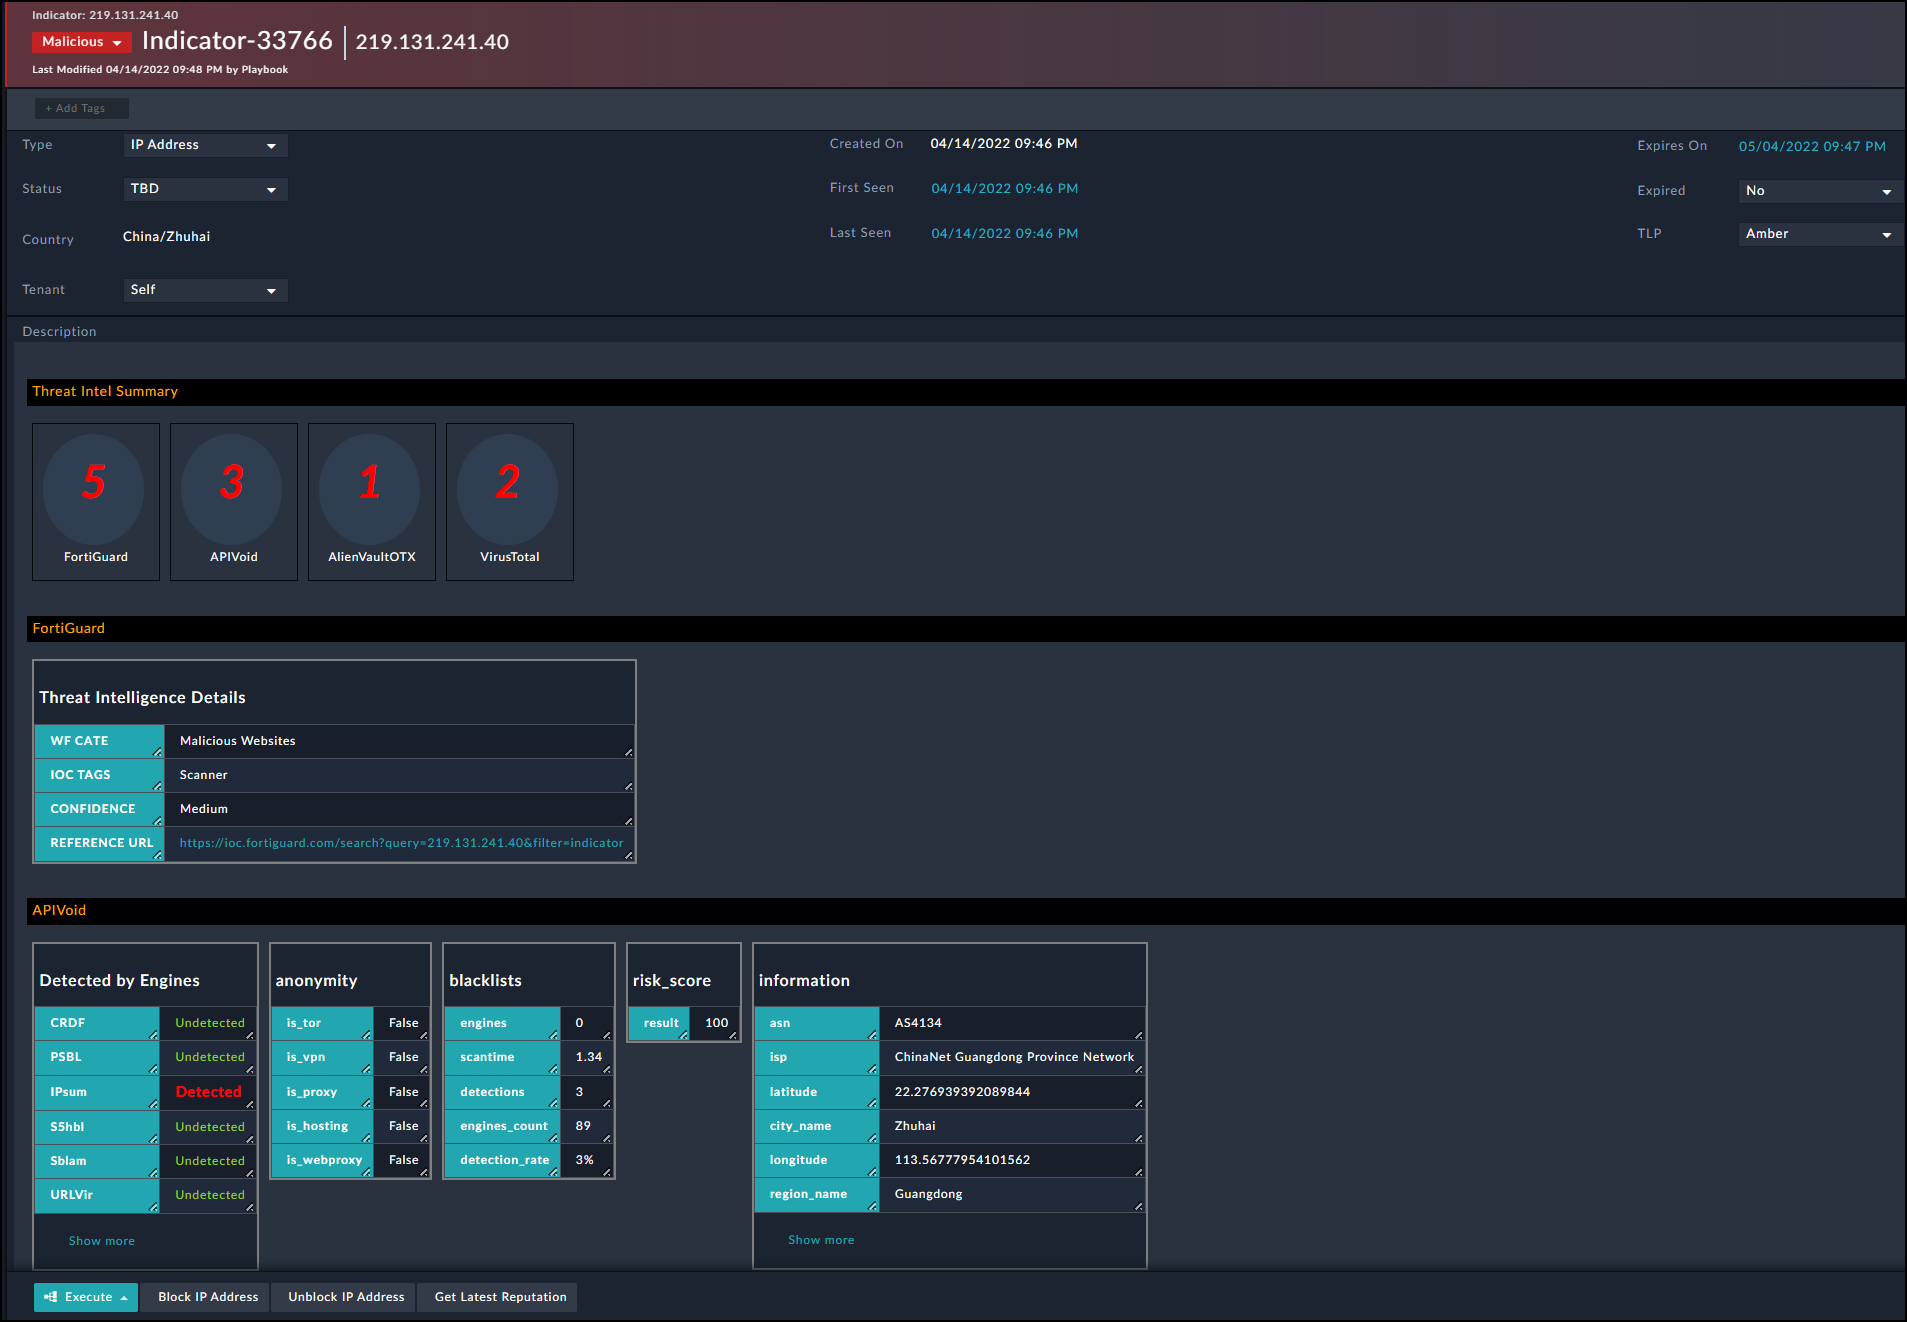 Indicator: 219.131.241.40
Malicious Indicator-33766 219.131.241.40
Last Modified 04/14/2022 09:48 PM by Playbook
+ Add Tags
Type IP Address Created On 04/14/2022 09:46 PM Expires On 05/04/2022 09:47 PM
Status TBD First Seen 04/14/2022 09:46 PM Expired No
Country China/Zhuhai Last Seen 04/14/2022 09:46 PM TLP Amber
Tenant Self
Description
Threat Intel Summary
5 3 1 2
FortiGuard APIVoid AlienVaultOTX VirusTotal
FortiGuard
Threat Intelligence Details
WF CATE Malicious Websites
IOC TAGS Scanner
CONFIDENCE Medium
REFERENCE URL https://ioc.fortiguard.com/search?query=219.131.241.40&filter=indicator
APIVoid
Detected by Engines anonymity blacklists risk_score information
CRDF Undetected is_tor False engines 0 result 100 asn AS4134
PSBL Undetected is_vpn False scantime 1.34 isp ChinaNet Guangdong Province Network
IPsum Detected is_proxy False detections 3 latitude 22.276939392089844
S5hbl Undetected is_hosting False engines_count 89 city_name Zhuhai
Sblam Undetected is_webproxy False detection_rate 3% longitude 113.56777954101562
URLVir Undetected region_name Guangdong
Show more Show more
Execute Block IP Address Unblock IP Address Get Latest Reputation